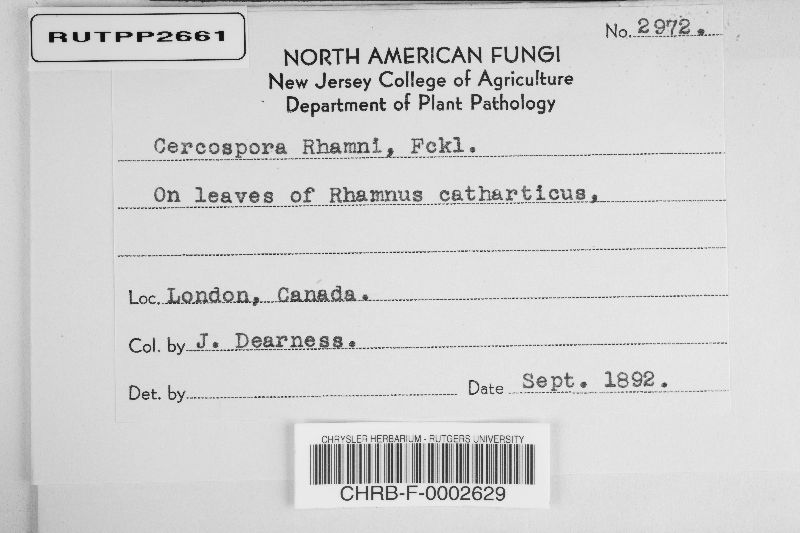 RUTPP2661
No. 2972.
NORTH AMERICAN FUNGI
New Jersey College of Agriculture
Department of Plant Pathology
Cercospora Rhamni, Fckl.
On leaves of Rhamnus catharticus,
Loc. London, Canada.
Col. by J. Dearness.
Det. by
Date Sept. 1892.
CHRYSLER HERBARIUM - RUTGERS UNIVERSITY
CHRB-F-0002629